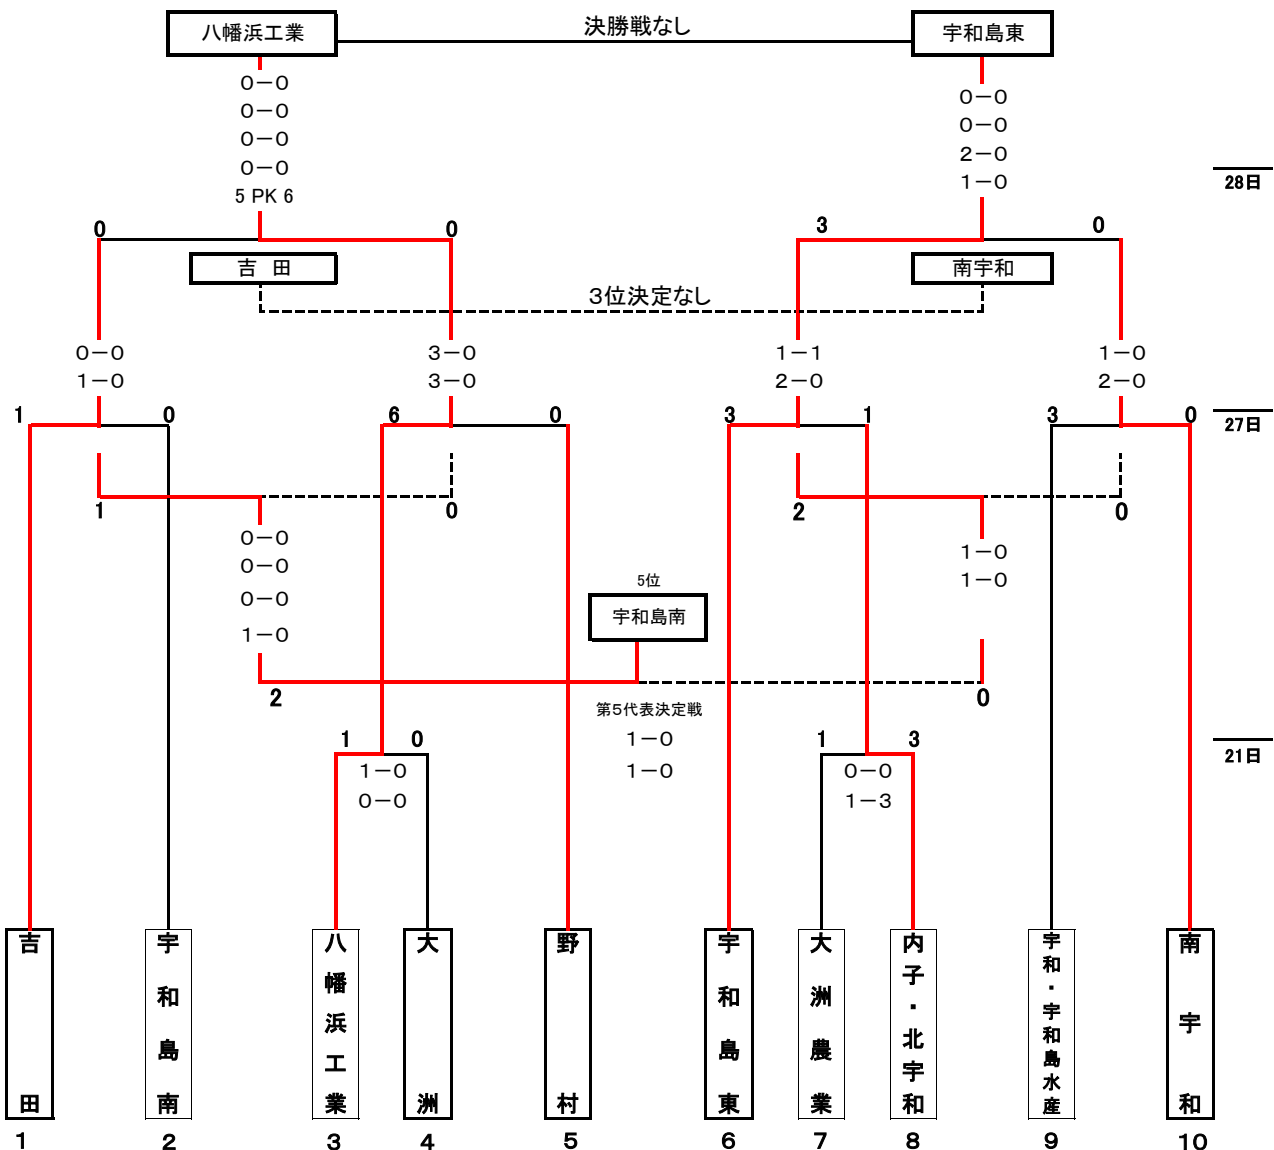 八幡浜工業
決勝戦なし
宇和島東
0－0
0－0
0－0
0－0
5 PK 6
0－0
0－0
2－0
1－0
28日
0
0
3
0
吉　田
南宇和
3位決定なし
0－0
1－0
3－0
3－0
1－1
2－0
1－0
2－0
1
0
6
0
3
1
3
0
27日
1
0
2
0
0－0
0－0
0－0
1－0
1－0
1－0
5位
宇和島南
2
0
第5代表決定戦
1－0
1－0
1
0
1
3
21日
1－0
0－0
0－0
1－3
吉田
宇和島南
八幡浜工業
大洲
野村
宇和島東
大洲農業
内子・北宇和
宇和・宇和島水産
南宇和
1
2
3
4
5
6
7
8
9
10